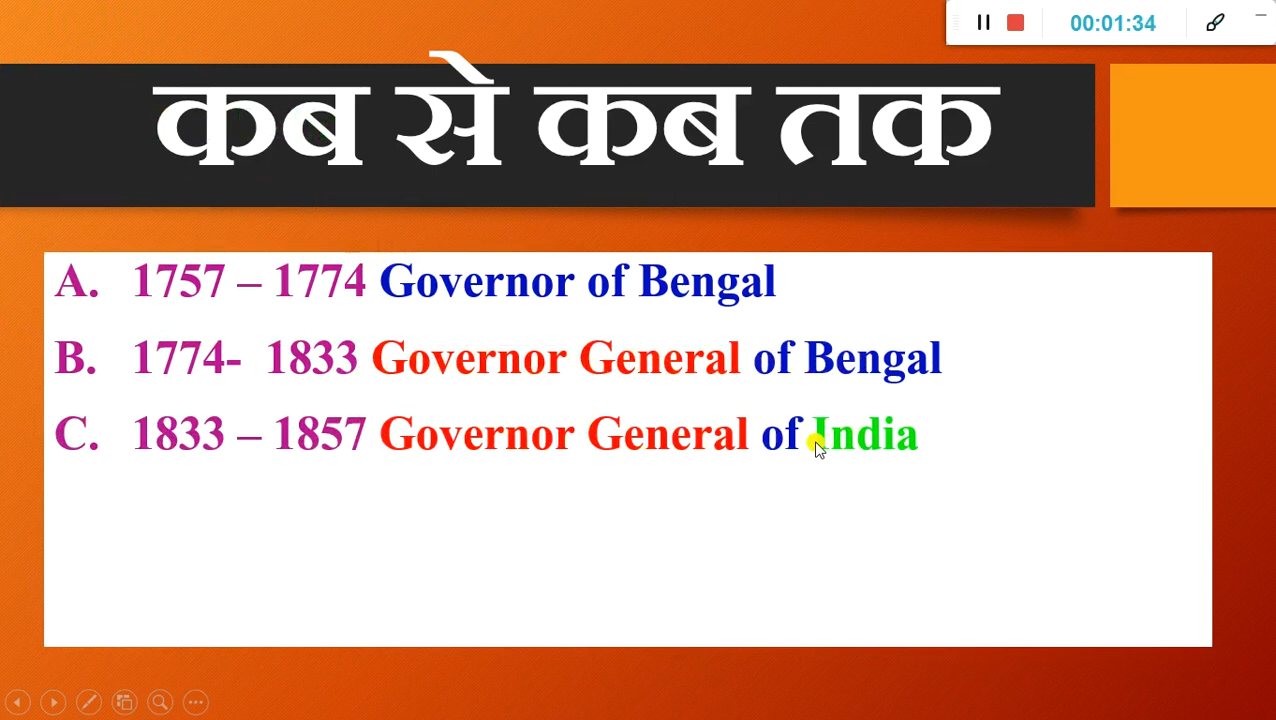 00:01:34
कब से कब तक
A. 1757 – 1774 Governor of Bengal
B. 1774- 1833 Governor General of Bengal
C. 1833 – 1857 Governor General of India